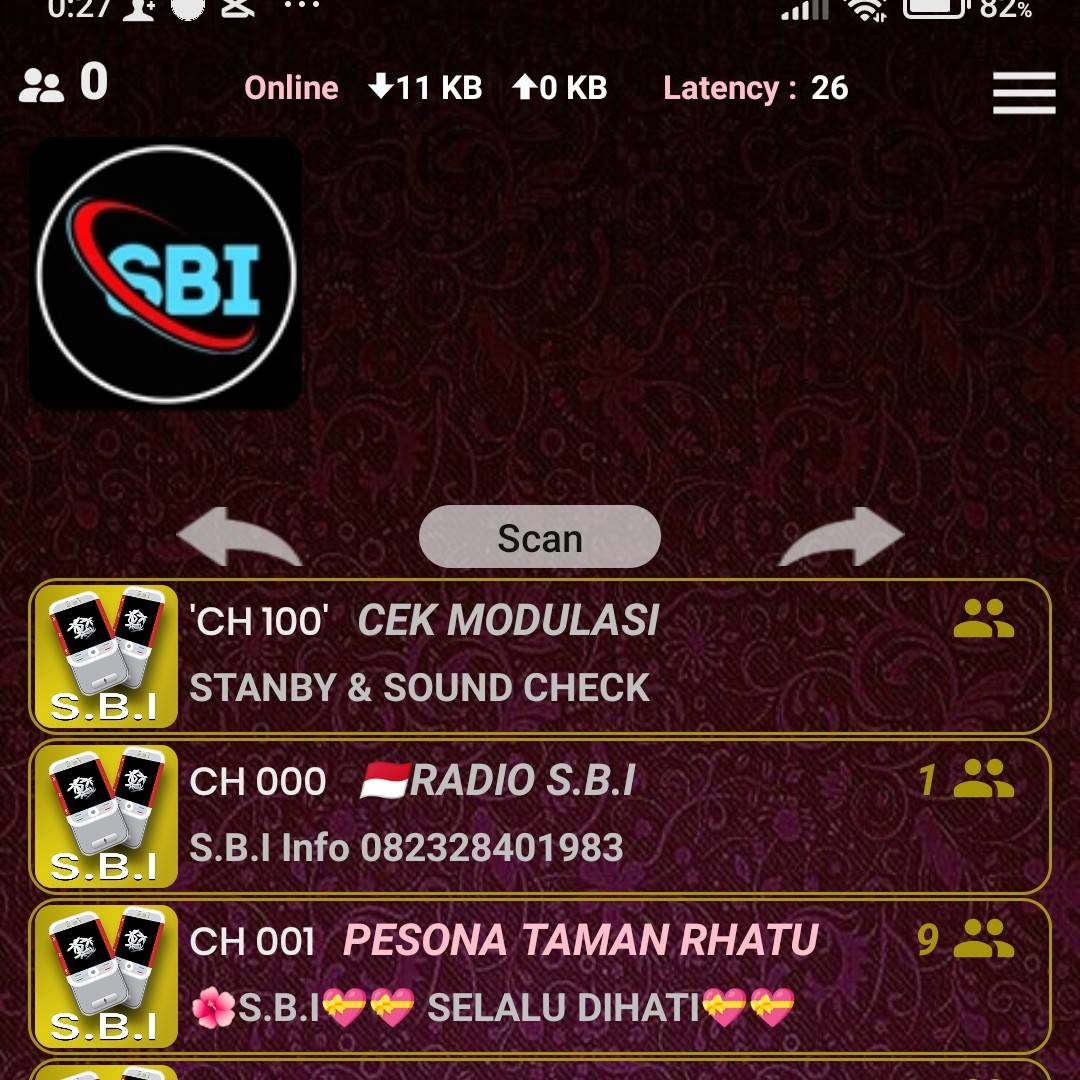 0:27 82%
0 Online 11 KB 0 KB Latency : 26
SBI
Scan
'CH 100' CEK MODULASI
STANBY & SOUND CHECK
S.B.I
CH 000 🇮🇩RADIO S.B.I 1
S.B.I Info 082328401983
S.B.I
CH 001 PESONA TAMAN RHATU 9
🌺S.B.I💝💝 SELALU DIHATI💝💝
S.B.I